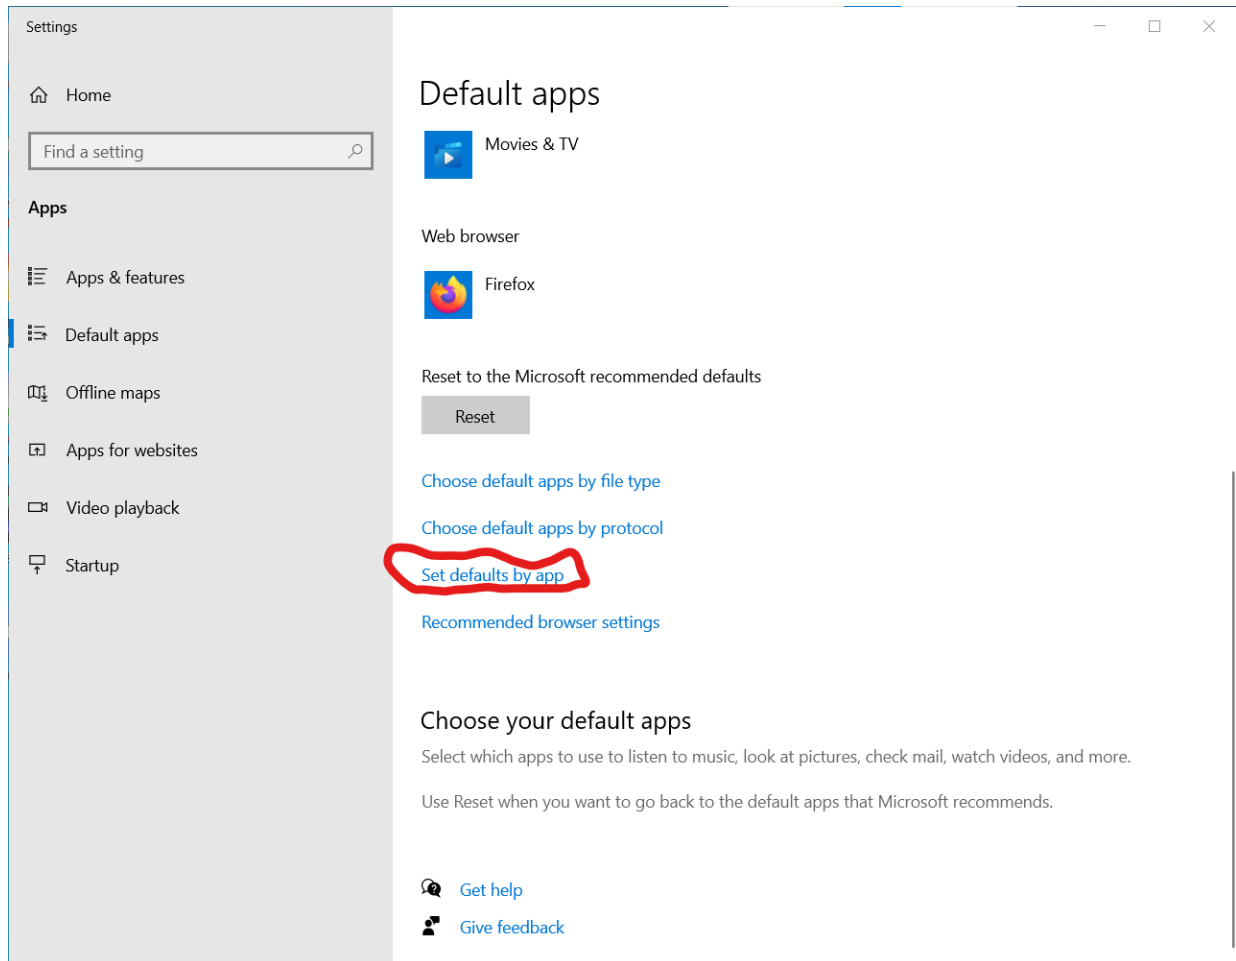 Settings
Home
Find a setting
Apps
Apps & features
Default apps
Offline maps
Apps for websites
Video playback
Startup
Default apps
Movies & TV
Web browser
Firefox
Reset to the Microsoft recommended defaults
Reset
Choose default apps by file type
Choose default apps by protocol
Set defaults by app
Recommended browser settings
Choose your default apps
Select which apps to use to listen to music, look at pictures, check mail, watch videos, and more.
Use Reset when you want to go back to the default apps that Microsoft recommends.
Get help
Give feedback